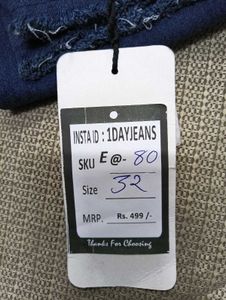 INSTA ID : 1DAYJEANS
SKU E @- 80
Size 32
MRP. Rs. 499 /-
Thanks For Choosing